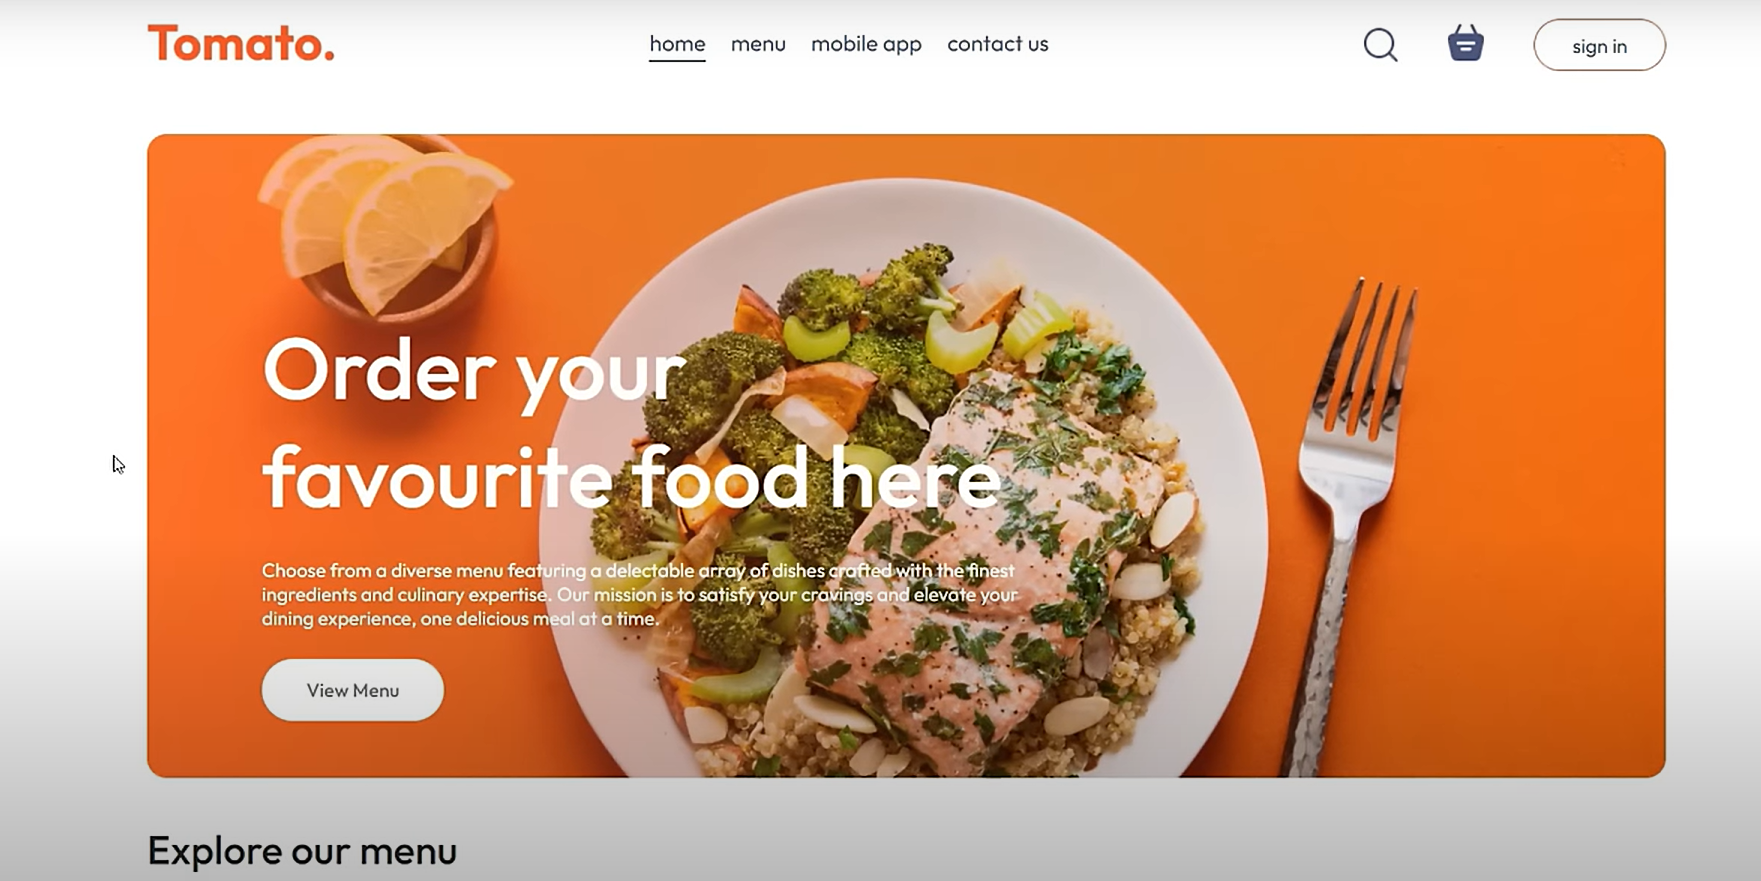 Tomato.
home menu mobile app contact us
sign in
Order your
favourite food here
Choose from a diverse menu featuring a delectable array of dishes crafted with the finest
ingredients and culinary expertise. Our mission is to satisfy your cravings and elevate your
dining experience, one delicious meal at a time.
View Menu
Explore our menu